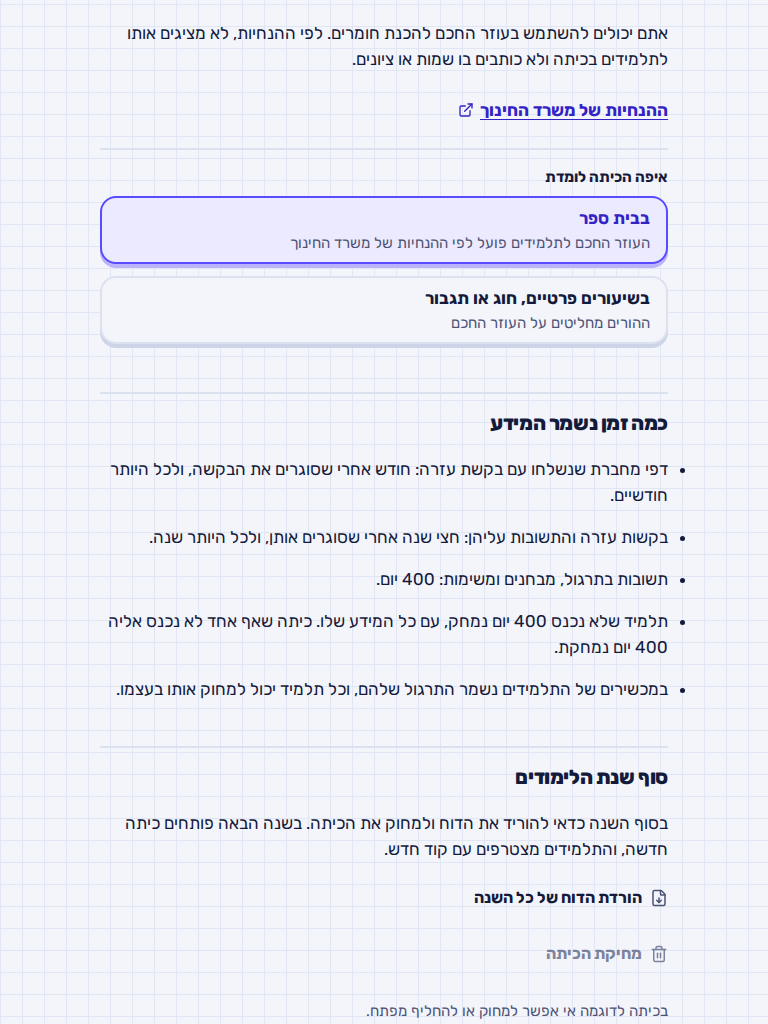 אתם יכולים להשתמש בעוזר החכם להכנת חומרים. לפי ההנחיות, לא מציגים אותו
לתלמידים בכיתה ולא כותבים בו שמות או ציונים.
ההנחיות של משרד החינוך
איפה הכיתה לומדת
בבית ספר
העוזר החכם לתלמידים פועל לפי ההנחיות של משרד החינוך
בשיעורים פרטיים, חוג או תגבור
ההורים מחליטים על העוזר החכם
כמה זמן נשמר המידע
• דפי מחברת שנשלחו עם בקשת עזרה: חודש אחרי שסוגרים את הבקשה, ולכל היותר
חודשיים.
• בקשות עזרה והתשובות עליהן: חצי שנה אחרי שסוגרים אותן, ולכל היותר שנה.
• תשובות בתרגול, מבחנים ומשימות: 400 יום.
• תלמיד שלא נכנס 400 יום נמחק, עם כל המידע שלו. כיתה שאף אחד לא נכנס אליה
400 יום נמחקת.
• במכשירים של התלמידים נשמר התרגול שלהם, וכל תלמיד יכול למחוק אותו בעצמו.
סוף שנת הלימודים
בסוף השנה כדאי להוריד את הדוח ולמחוק את הכיתה. בשנה הבאה פותחים כיתה
חדשה, והתלמידים מצטרפים עם קוד חדש.
הורדת הדוח של כל השנה
מחיקת הכיתה
בכיתה לדוגמה אי אפשר למחוק או להחליף מפתח.